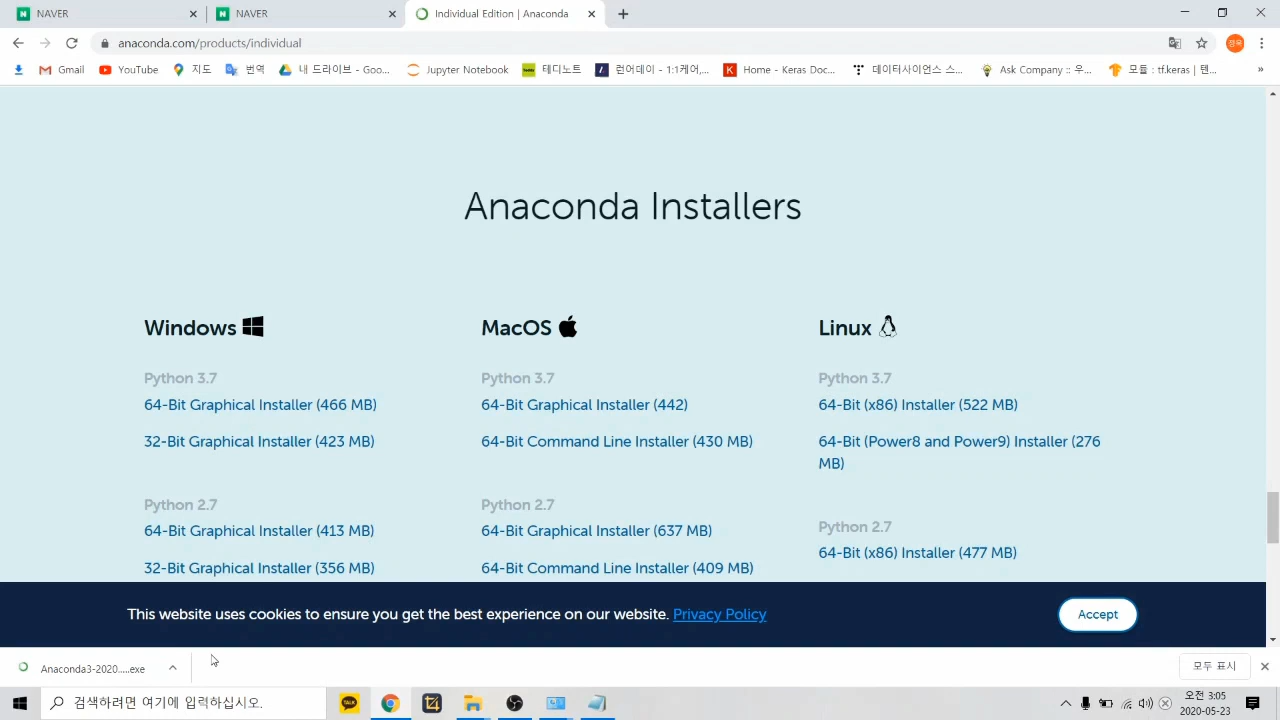 NAVER
NAVER
Individual Edition | Anaconda
anaconda.com/products/individual
Gmail
YouTube
지도
번역
내 드라이브 - Goo...
Jupyter Notebook
테디노트
런어데이 - 1:1케어,...
Home - Keras Doc...
데이터사이언스 스...
Ask Company :: 우...
모듈 : tf.keras | 텐...
»
Anaconda Installers
Windows
MacOS
Linux
Python 3.7
Python 3.7
Python 3.7
64-Bit Graphical Installer (466 MB)
64-Bit Graphical Installer (442)
64-Bit (x86) Installer (522 MB)
32-Bit Graphical Installer (423 MB)
64-Bit Command Line Installer (430 MB)
64-Bit (Power8 and Power9) Installer (276
MB)
Python 2.7
Python 2.7
Python 2.7
64-Bit Graphical Installer (413 MB)
64-Bit Graphical Installer (637 MB)
64-Bit (x86) Installer (477 MB)
32-Bit Graphical Installer (356 MB)
64-Bit Command Line Installer (409 MB)
This website uses cookies to ensure you get the best experience on our website. Privacy Policy
Accept
Anaconda3-2020.....exe
모두 표시
검색하려면 여기에 입력하십시오.
TALK
오전 3:05
2020-05-23